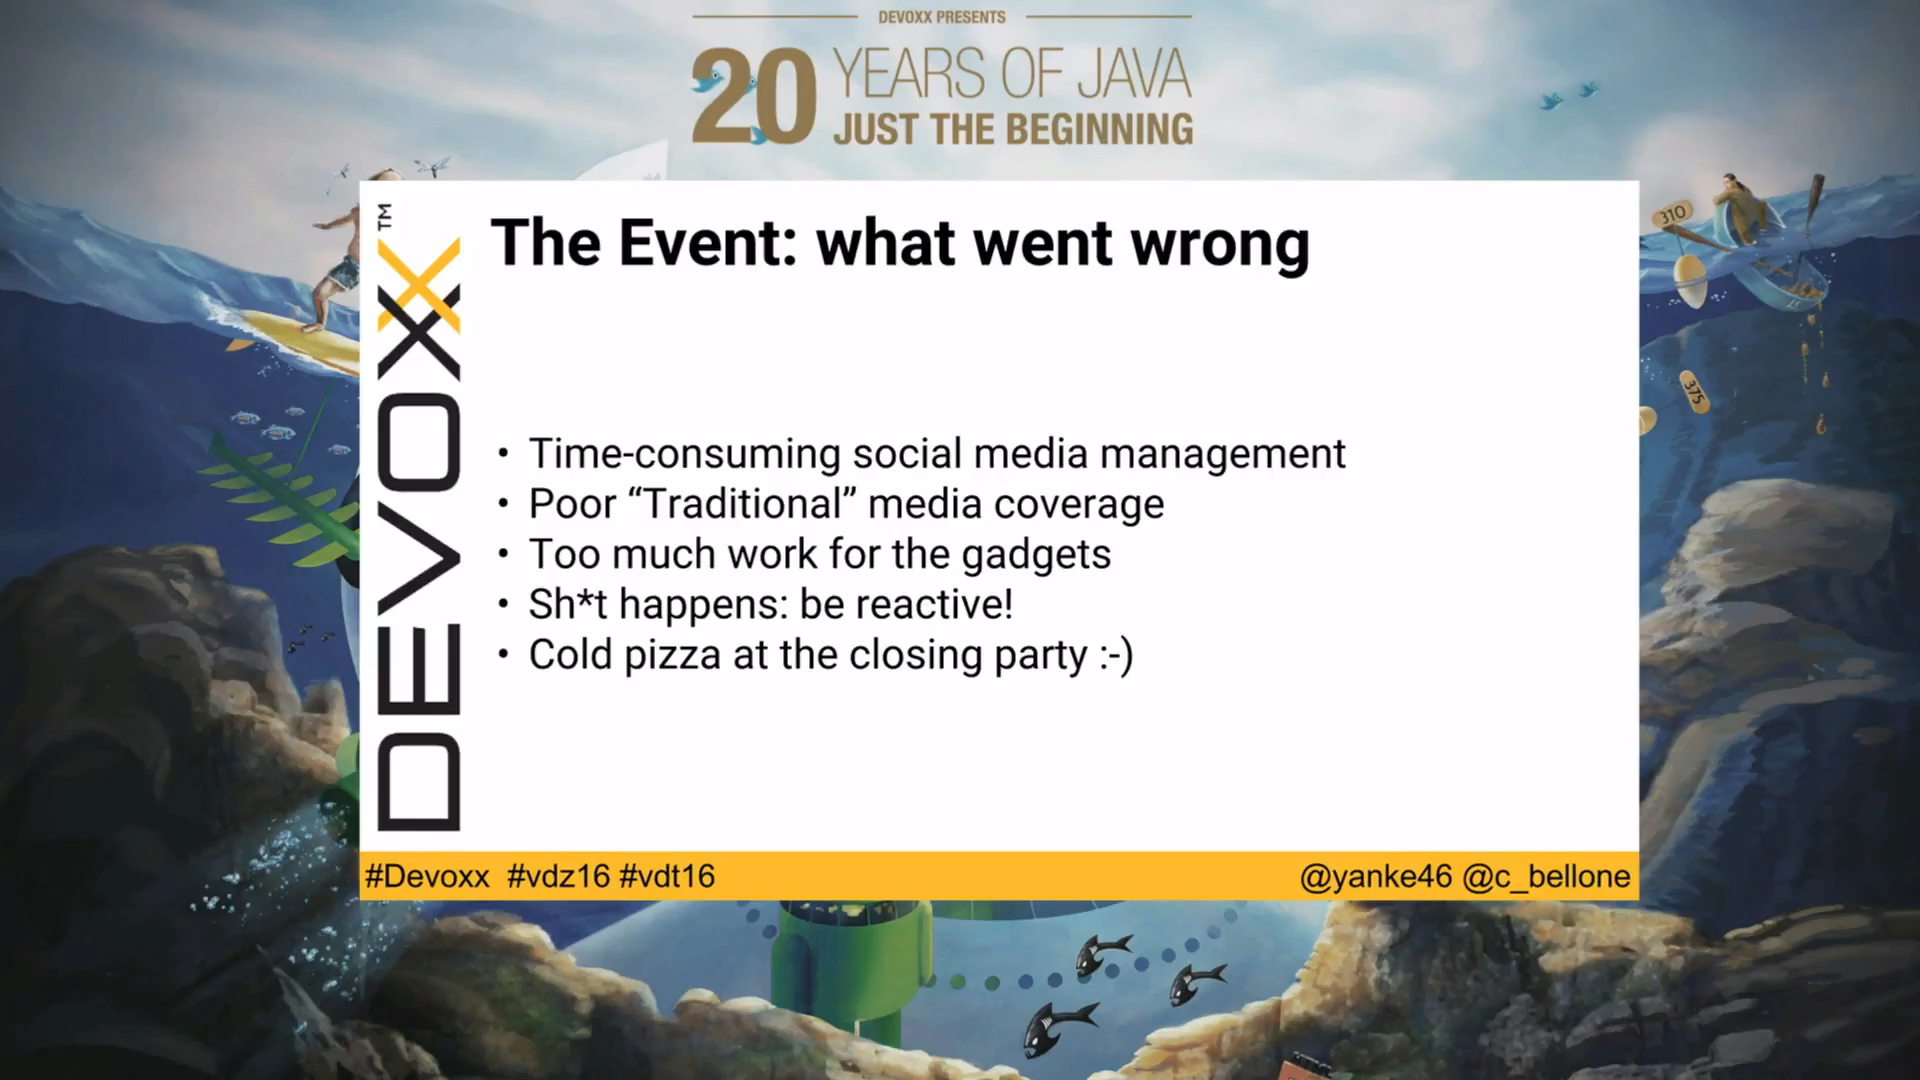 DEVOXX PRESENTS
20 YEARS OF JAVA
JUST THE BEGINNING
DEVOXX™
The Event: what went wrong
• Time-consuming social media management
• Poor “Traditional” media coverage
• Too much work for the gadgets
• Sh*t happens: be reactive!
• Cold pizza at the closing party :-)
#Devoxx #vdz16 #vdt16
@yanke46 @c_bellone
310
375